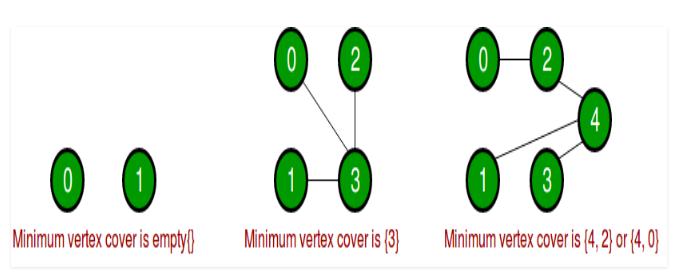 0 2 0 2
4
0 1 1 3 1 3
Minimum vertex cover is empty{} Minimum vertex cover is {3} Minimum vertex cover is {4, 2} or {4, 0}